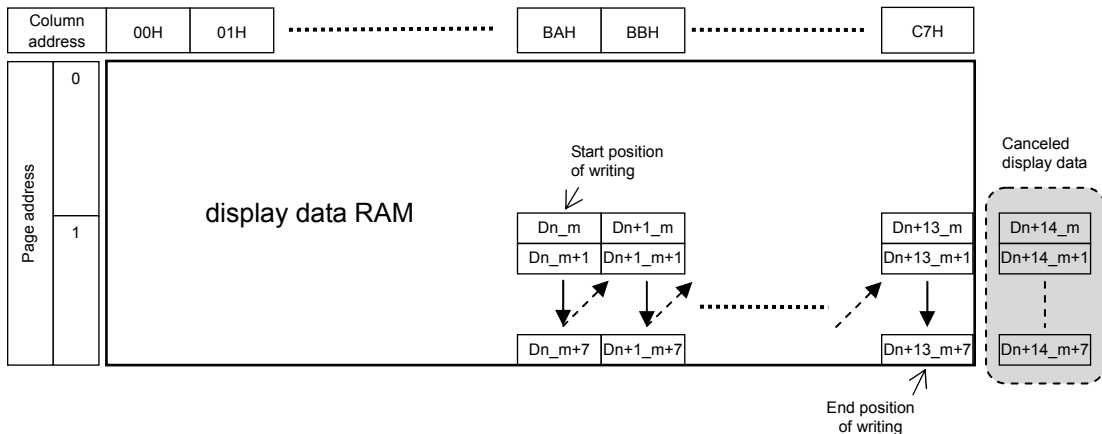 Column
address
00H 01H BAH BBH C7H
Page address
0
1
Start position
of writing
Canceled
display data
display data RAM
Dn_m Dn+1_m Dn+13_m Dn+14_m
Dn_m+1 Dn+1_m+1 Dn+13_m+1 Dn+14_m+1
Dn_m+7 Dn+1_m+7 Dn+13_m+7 Dn+14_m+7
End position
of writing